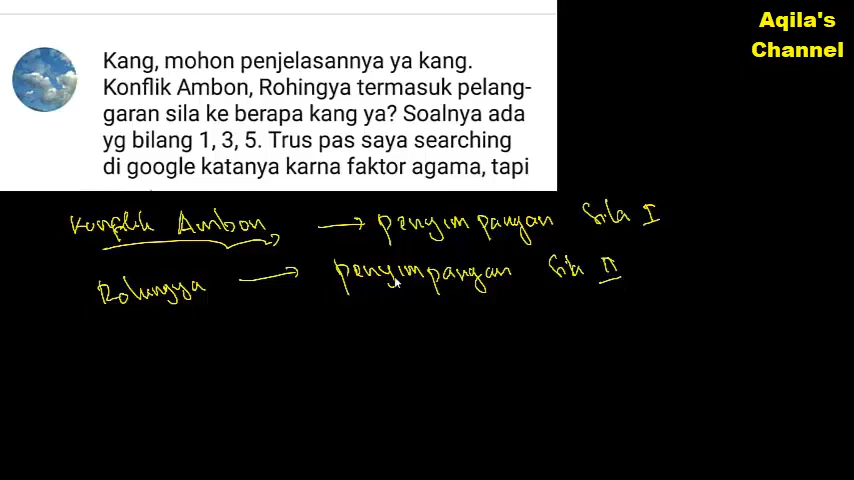 Aqila's
Channel
Kang, mohon penjelasannya ya kang.
Konflik Ambon, Rohingya termasuk pelang-
garan sila ke berapa kang ya? Soalnya ada
yg bilang 1, 3, 5. Trus pas saya searching
di google katanya karna faktor agama, tapi
Konflik Ambon → penyimpangan Sila I
Rohingya → penyimpangan Sila II